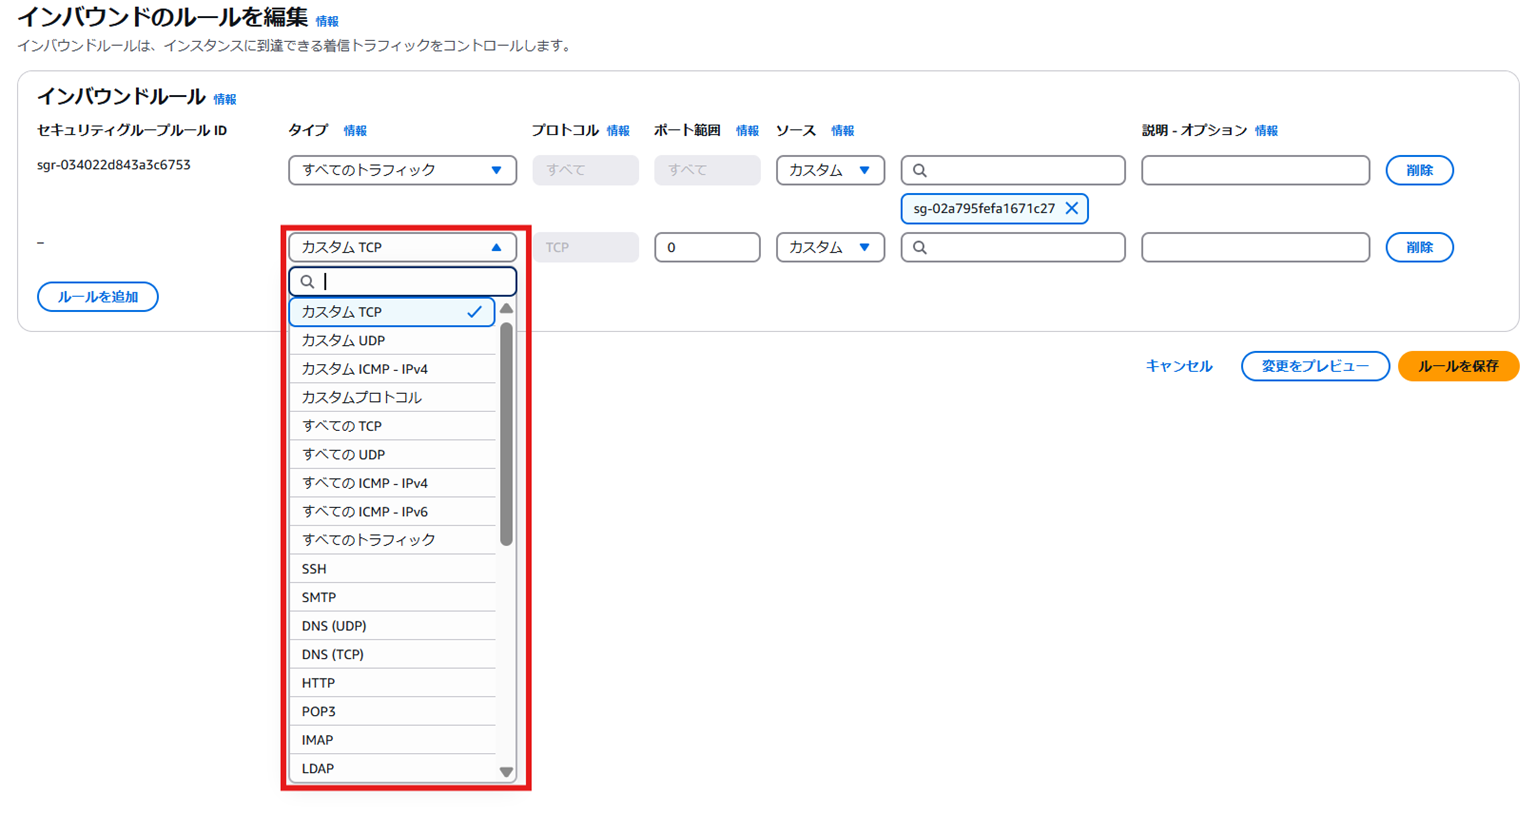 インバウンドのルールを編集 情報
インバウンドルールは、インスタンスに到達できる着信トラフィックをコントロールします。
インバウンドルール 情報
セキュリティグループルール ID タイプ 情報 プロトコル 情報 ポート範囲 情報 ソース 情報 説明 - オプション 情報
sgr-034022d843a3c6753 すべてのトラフィック すべて すべて カスタム 削除
sg-02a795fefa1671c27
– カスタム TCP TCP 0 カスタム 削除
ルールを追加
カスタム TCP
カスタム UDP
カスタム ICMP - IPv4
カスタムプロトコル
すべての TCP
すべての UDP
すべての ICMP - IPv4
すべての ICMP - IPv6
すべてのトラフィック
SSH
SMTP
DNS (UDP)
DNS (TCP)
HTTP
POP3
IMAP
LDAP
キャンセル 変更をプレビュー ルールを保存